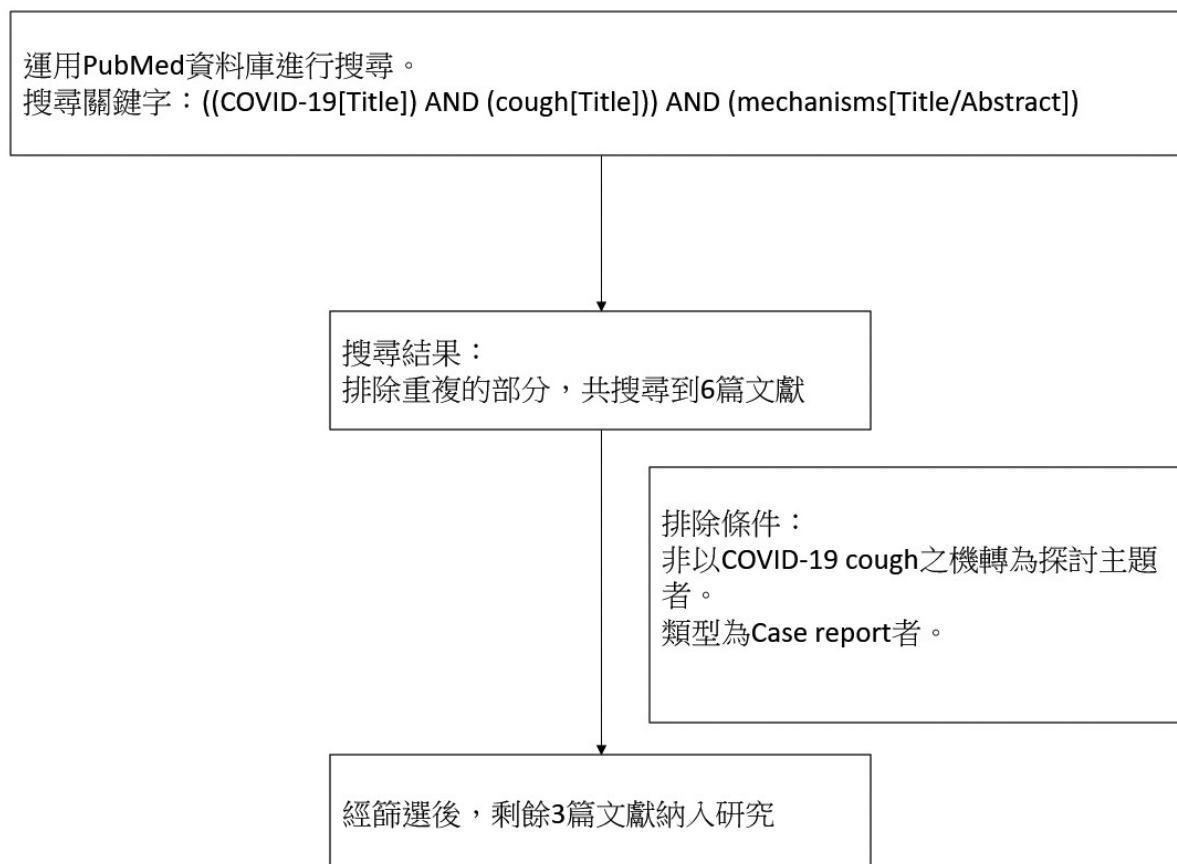 運用PubMed資料庫進行搜尋。
搜尋關鍵字：((COVID-19[Title]) AND (cough[Title])) AND (mechanisms[Title/Abstract])
搜尋結果：
排除重複的部分，共搜尋到6篇文獻
排除條件：
非以COVID-19 cough之機轉為探討主題
者。
類型為Case report者。
經篩選後，剩餘3篇文獻納入研究